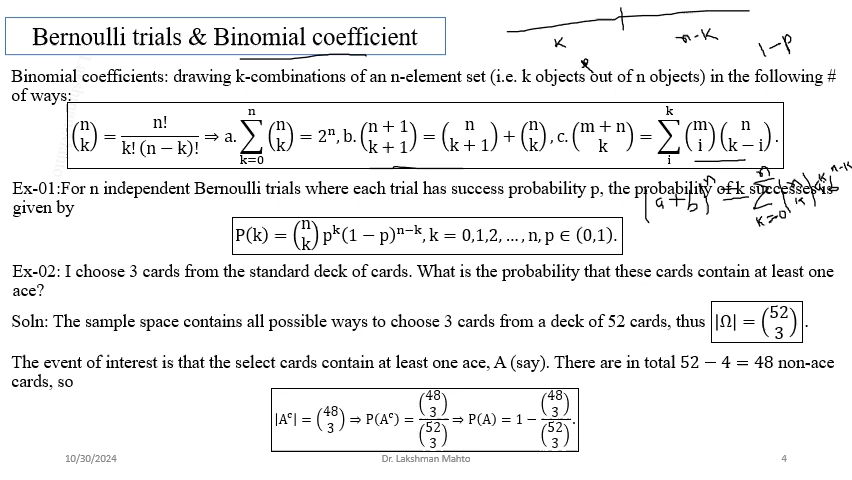 Bernoulli trials & Binomial coefficient
k
n-k
p
1-p
Binomial coefficients: drawing k-combinations of an n-element set (i.e. k objects out of n objects) in the following #
of ways:
(n k) = n!/(k! (n − k)!) ⇒ a. ∑_{k=0}^{n} (n k) = 2ⁿ, b. (n + 1 k + 1) = (n k + 1) + (n k), c. (m + n k) = ∑_{i}^{k} (m i)(n k − i).
Ex-01:For n independent Bernoulli trials where each trial has success probability p, the probability of k successes is
given by
(a+b)^n = ∑_{k=0}^{n} (n k) a^k b^{n-k}
P(k) = (n k) pᵏ(1 − p)ⁿ⁻ᵏ, k = 0,1,2, …, n, p ∈ (0,1).
Ex-02: I choose 3 cards from the standard deck of cards. What is the probability that these cards contain at least one
ace?
Soln: The sample space contains all possible ways to choose 3 cards from a deck of 52 cards, thus |Ω| = (52 3).
The event of interest is that the select cards contain at least one ace, A (say). There are in total 52 − 4 = 48 non-ace
cards, so
|Aᶜ| = (48 3) ⇒ P(Aᶜ) = (48 3)/(52 3) ⇒ P(A) = 1 − (48 3)/(52 3).
10/30/2024 Dr. Lakshman Mahto 4